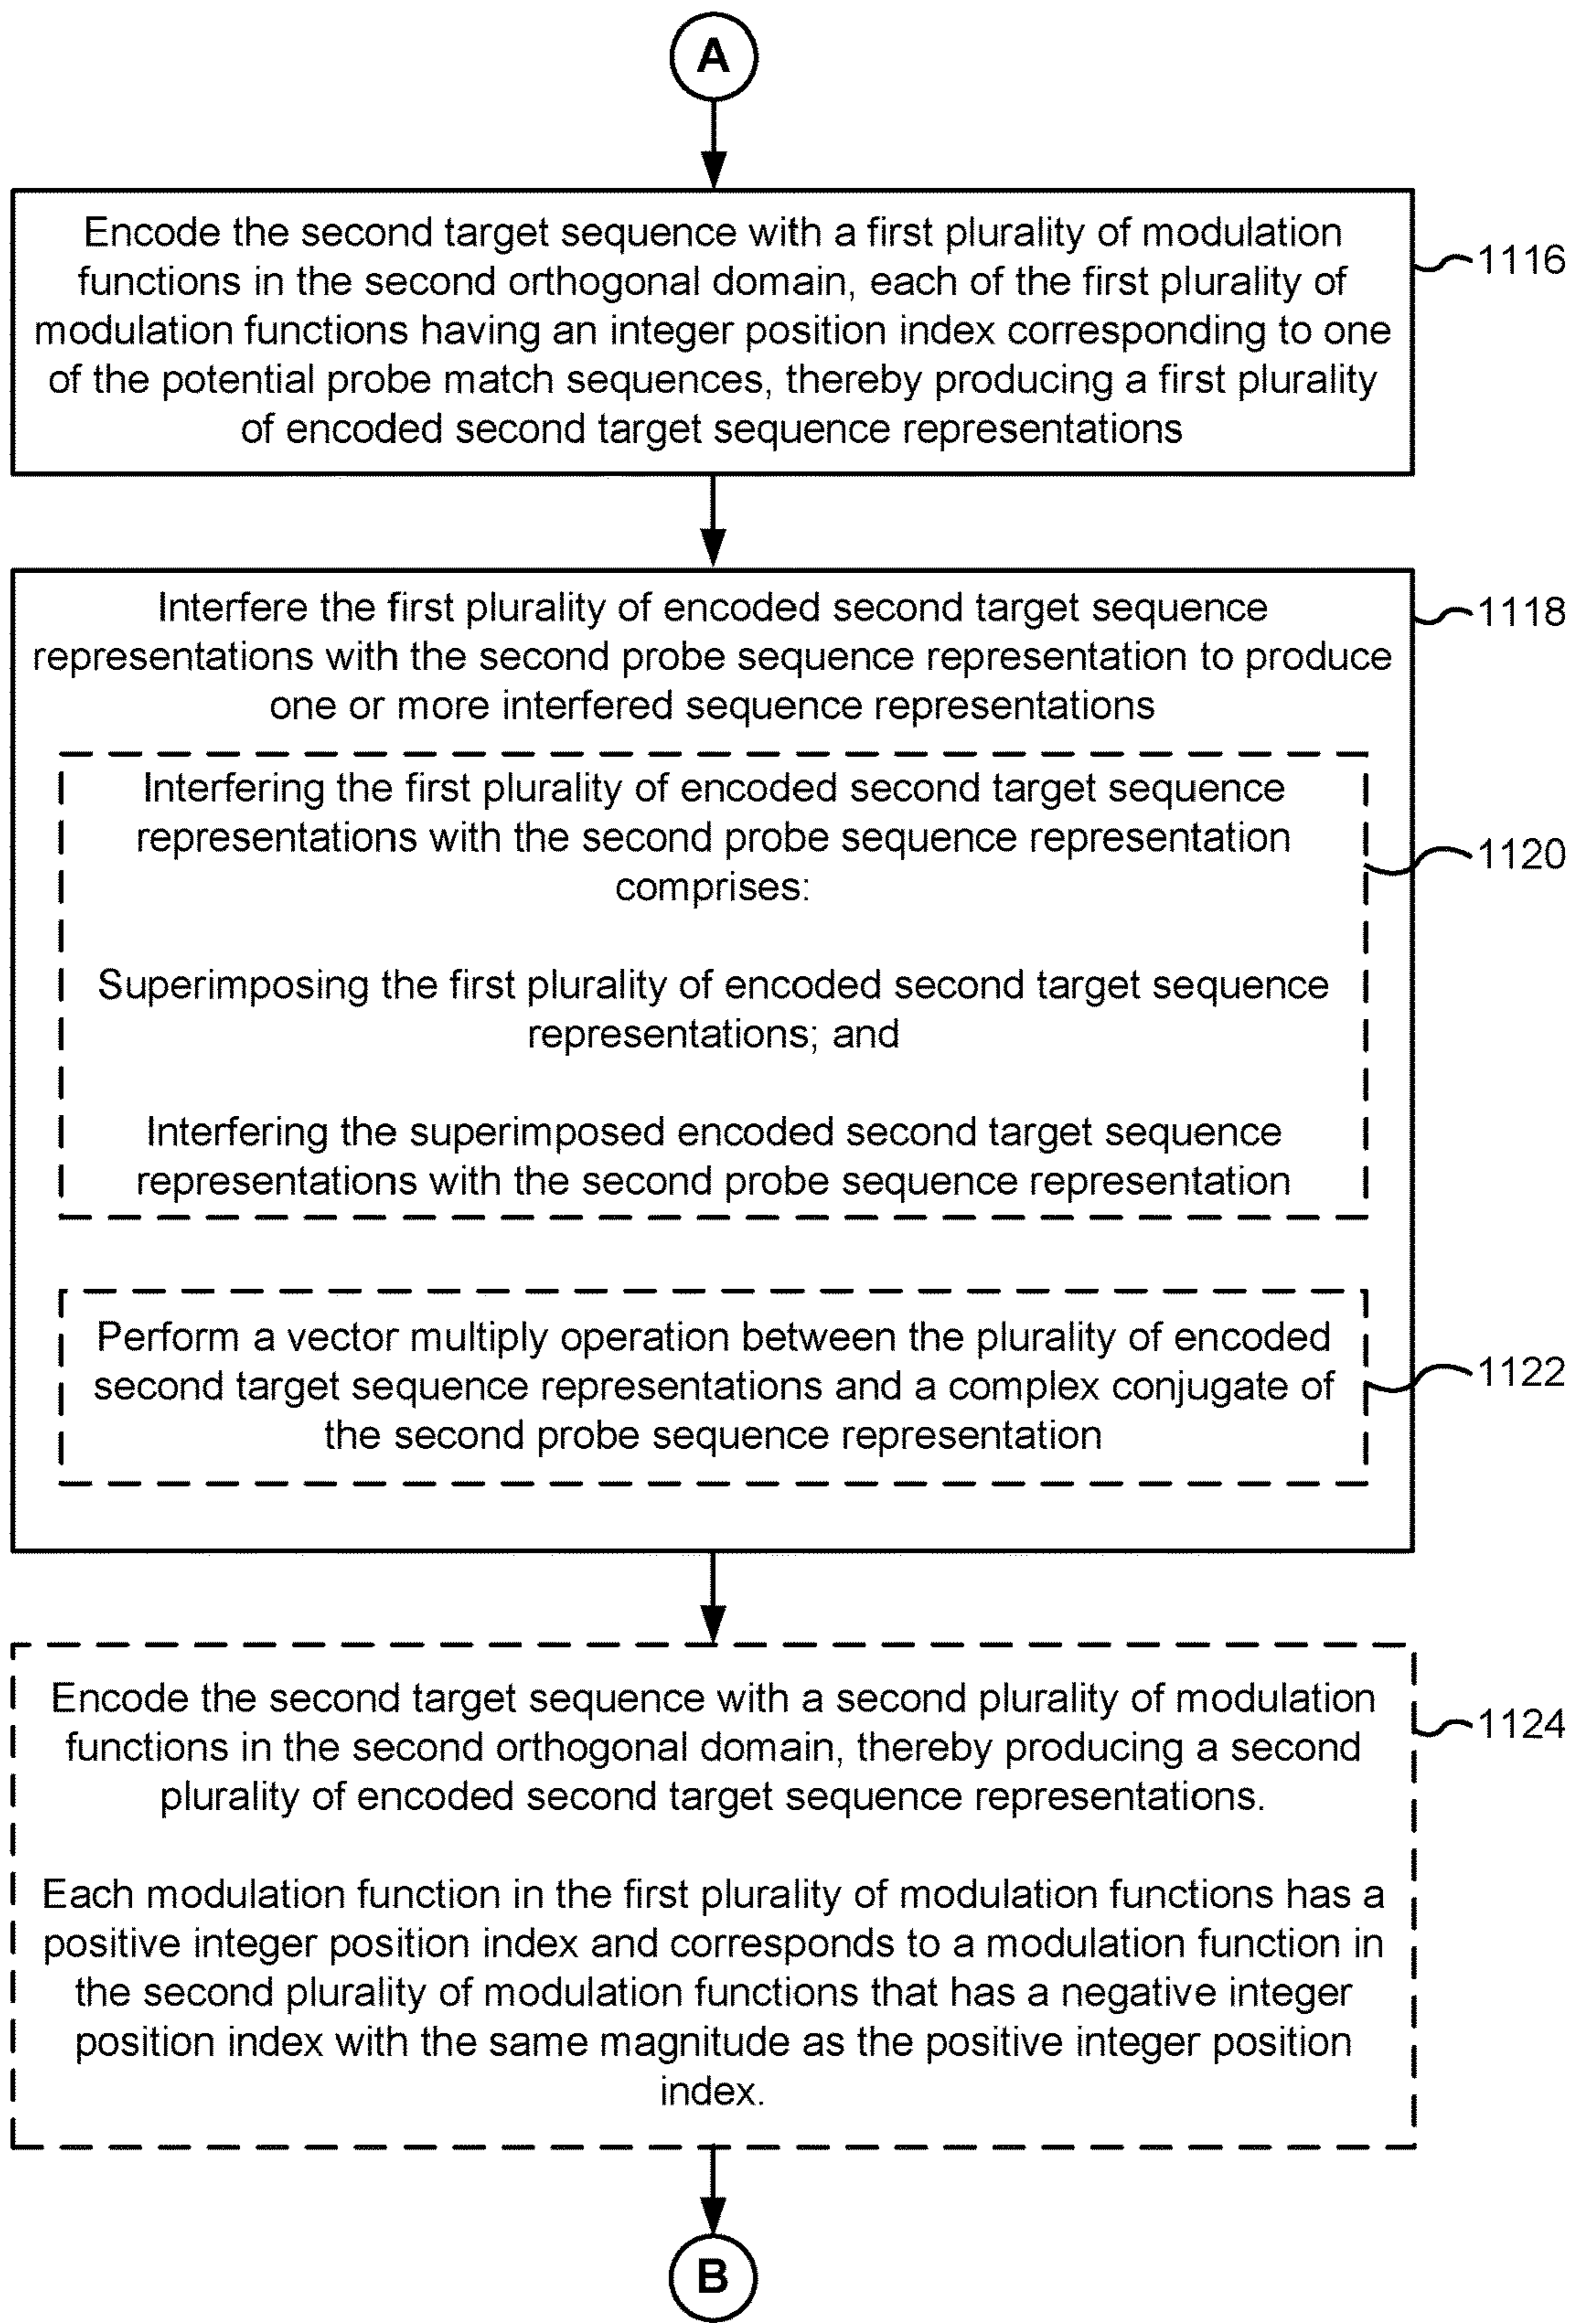 A
Encode the second target sequence with a first plurality of modulation
functions in the second orthogonal domain, each of the first plurality of
modulation functions having an integer position index corresponding to one
of the potential probe match sequences, thereby producing a first plurality
of encoded second target sequence representations
1116
Interfere the first plurality of encoded second target sequence
representations with the second probe sequence representation to produce
one or more interfered sequence representations
1118
Interfering the first plurality of encoded second target sequence
representations with the second probe sequence representation
comprises:
1120
Superimposing the first plurality of encoded second target sequence
representations; and
Interfering the superimposed encoded second target sequence
representations with the second probe sequence representation
Perform a vector multiply operation between the plurality of encoded
second target sequence representations and a complex conjugate of
the second probe sequence representation
1122
Encode the second target sequence with a second plurality of modulation
functions in the second orthogonal domain, thereby producing a second
plurality of encoded second target sequence representations.
1124
Each modulation function in the first plurality of modulation functions has a
positive integer position index and corresponds to a modulation function in
the second plurality of modulation functions that has a negative integer
position index with the same magnitude as the positive integer position
index.
B